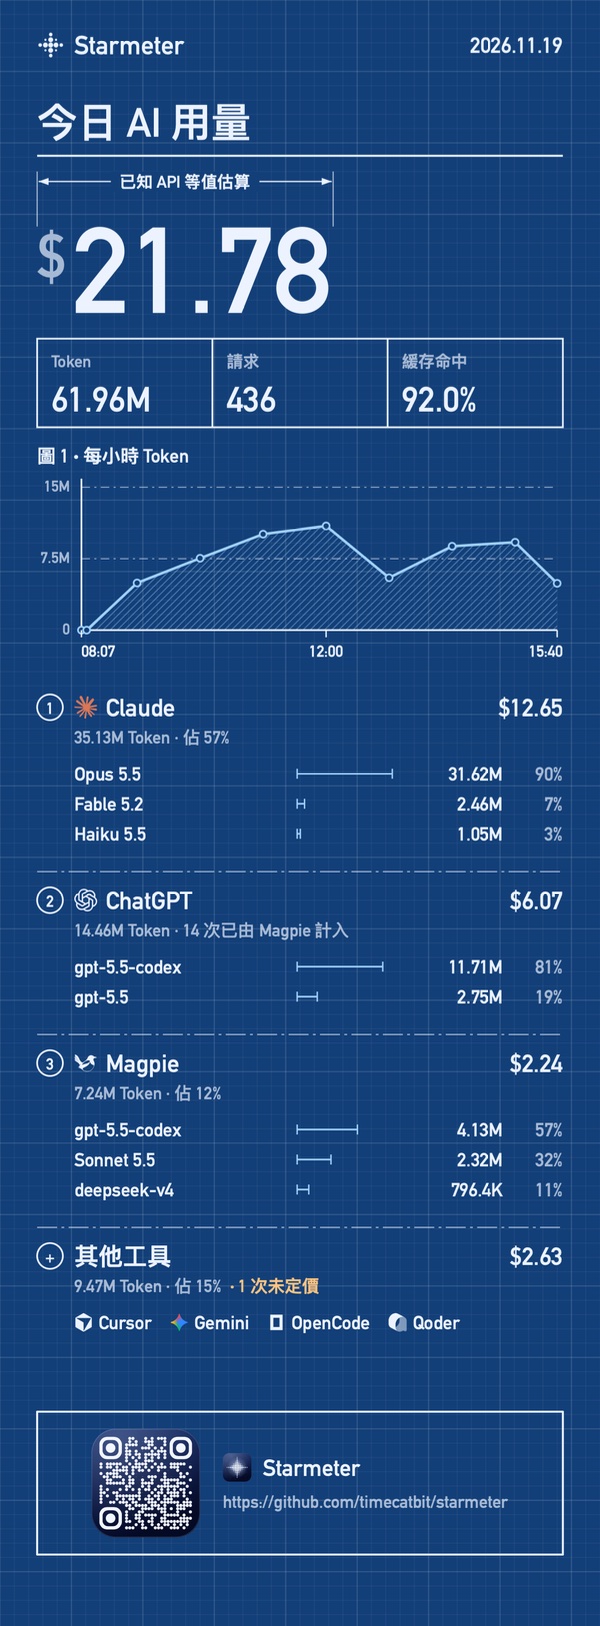 Starmeter 2026.11.19
今日 AI 用量
已知 API 等值估算
$21.78
Token 請求 緩存命中
61.96M 436 92.0%
圖 1 · 每小時 Token
15M
7.5M
0
08:07 12:00 15:40
1 Claude $12.65
35.13M Token · 佔 57%
Opus 5.5 31.62M 90%
Fable 5.2 2.46M 7%
Haiku 5.5 1.05M 3%
2 ChatGPT $6.07
14.46M Token · 14 次已由 Magpie 計入
gpt-5.5-codex 11.71M 81%
gpt-5.5 2.75M 19%
3 Magpie $2.24
7.24M Token · 佔 12%
gpt-5.5-codex 4.13M 57%
Sonnet 5.5 2.32M 32%
deepseek-v4 796.4K 11%
+ 其他工具 $2.63
9.47M Token · 佔 15% · 1 次未定價
Cursor Gemini OpenCode Qoder
Starmeter
https://github.com/timecatbit/starmeter